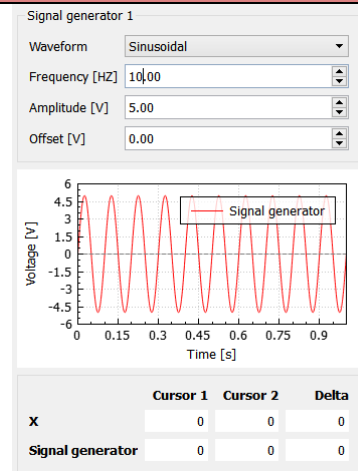 Signal generator 1
Waveform Sinusoidal
Frequency [HZ] 10.00
Amplitude [V] 5.00
Offset [V] 0.00
Signal generator
Voltage [V]
6
4.5
3
1.5
0
-1.5
-3
-4.5
-6
0 0.15 0.3 0.45 0.6 0.75 0.9
Time [s]
Cursor 1 Cursor 2 Delta
X 0 0 0
Signal generator 0 0 0